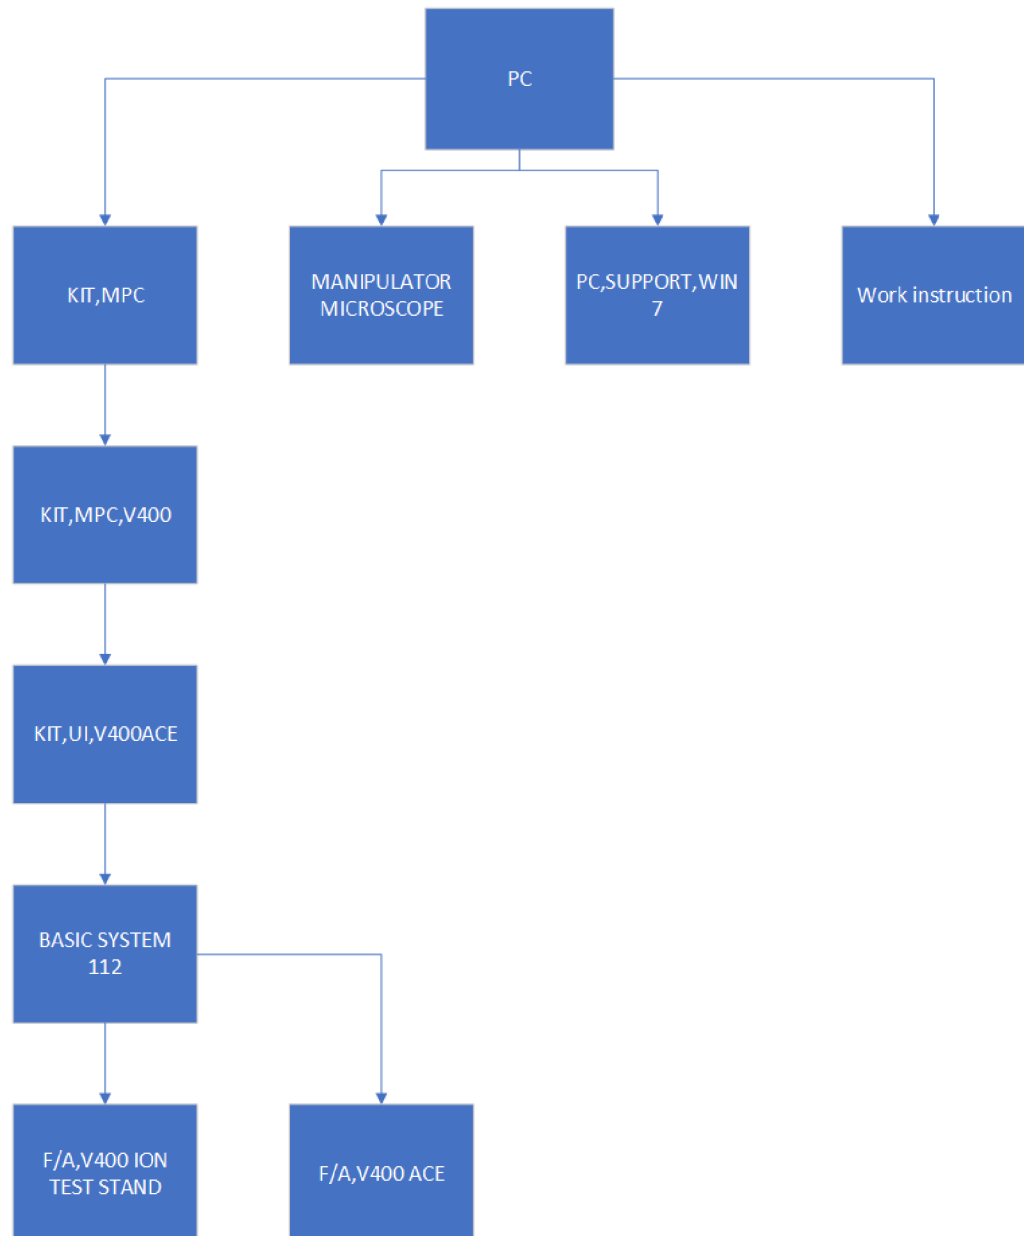 PC
KIT,MPC
MANIPULATOR
MICROSCOPE
PC,SUPPORT,WIN
7
Work instruction
KIT,MPC,V400
KIT,UI,V400ACE
BASIC SYSTEM
112
F/A,V400 ION
TEST STAND
F/A,V400 ACE